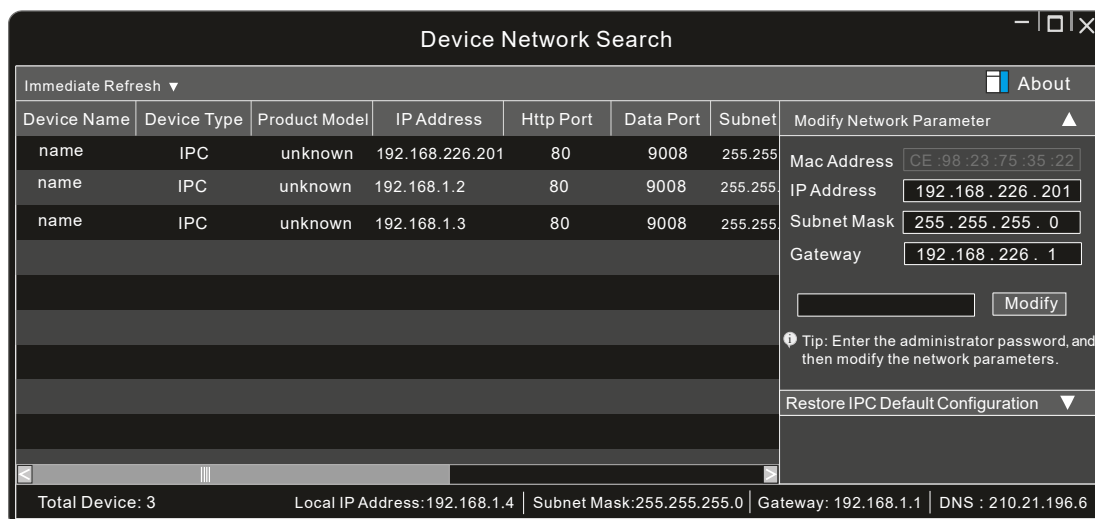 Device Network Search
Immediate Refresh ▼
About
Device Name Device Type Product Model IP Address Http Port Data Port Subnet
name IPC unknown 192.168.226.201 80 9008 255.255
name IPC unknown 192.168.1.2 80 9008 255.255.
name IPC unknown 192.168.1.3 80 9008 255.255.
Modify Network Parameter ▲
Mac Address CE :98 :23 :75 :35 :22
IP Address 192 .168 . 226 . 201
Subnet Mask 255 . 255 . 255 . 0
Gateway 192 .168 . 226 . 1
Modify
Tip: Enter the administrator password, and
then modify the network parameters.
Restore IPC Default Configuration ▼
Total Device: 3 Local IP Address:192.168.1.4 Subnet Mask:255.255.255.0 Gateway: 192.168.1.1 DNS : 210.21.196.6